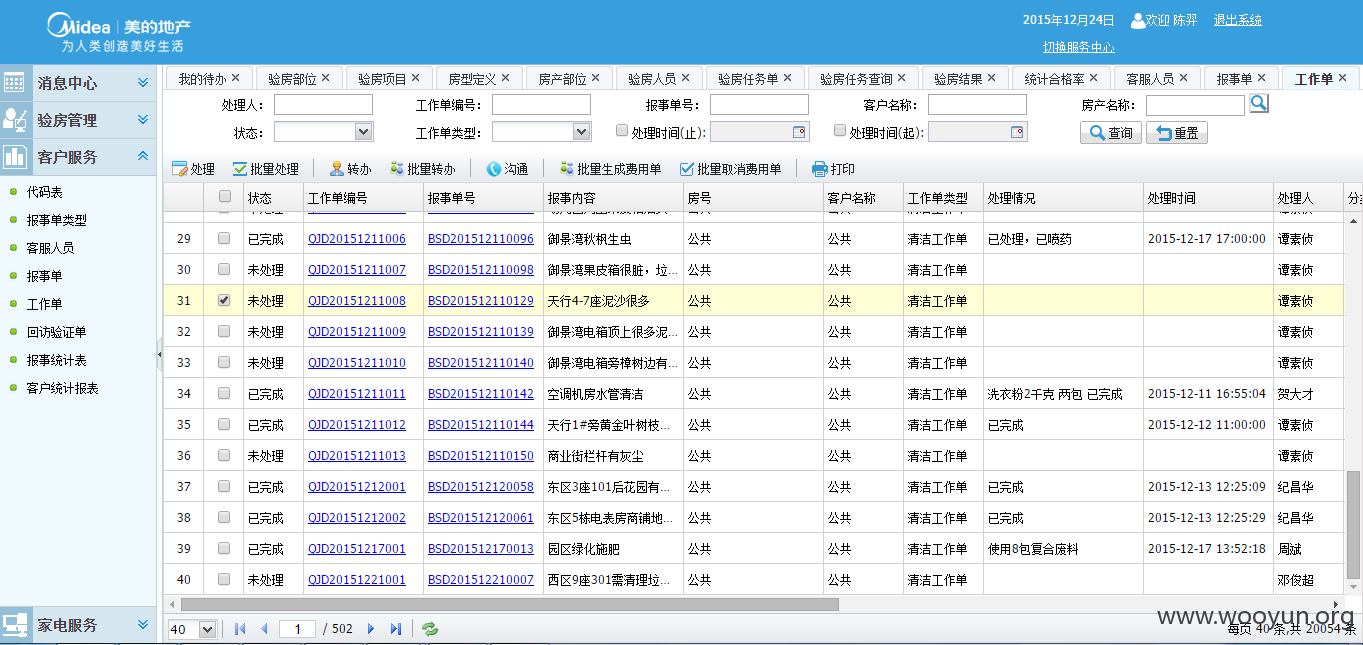 Midea | 美的地产
为人类创造美好生活
2015年12月24日 欢迎 陈羿 退出系统
切换服务中心
消息中心
验房管理
客户服务
代码表
报事单类型
客服人员
报事单
工作单
回访验证单
报事统计表
客户统计报表
家电服务
我的待办 验房部位 验房项目 房型定义 房产部位 验房人员 验房任务单 验房任务查询 验房结果 统计合格率 客服人员 报事单 工作单
处理人： 工作单编号： 报事单号： 客户名称： 房产名称：
状态： 工作单类型： 处理时间(止)： 处理时间(起)： 查询 重置
处理 批量处理 转办 批量转办 沟通 批量生成费用单 批量取消费用单 打印
状态 工作单编号 报事单号 报事内容 房号 客户名称 工作单类型 处理情况 处理时间 处理人
29 已完成 QJD20151211006 BSD201512110096 御景湾秋枫生虫 公共 公共 清洁工作单 已处理，已喷药 2015-12-17 17:00:00 谭素侦
30 未处理 QJD20151211007 BSD201512110098 御景湾果皮箱很脏，垃... 公共 公共 清洁工作单 谭素侦
31 未处理 QJD20151211008 BSD201512110129 天行4-7座泥沙很多 公共 公共 清洁工作单 谭素侦
32 未处理 QJD20151211009 BSD201512110139 御景湾电箱顶上很多泥... 公共 公共 清洁工作单 谭素侦
33 未处理 QJD20151211010 BSD201512110140 御景湾电箱旁樟树边有... 公共 公共 清洁工作单 谭素侦
34 已完成 QJD20151211011 BSD201512110142 空调机房水管清洁 公共 公共 清洁工作单 洗衣粉2千克 两包 已完成 2015-12-11 16:55:04 贺大才
35 已完成 QJD20151211012 BSD201512110144 天行1#旁黄金叶树枝... 公共 公共 清洁工作单 已完成 2015-12-12 11:00:00 谭素侦
36 未处理 QJD20151211013 BSD201512110150 商业街栏杆有灰尘 公共 公共 清洁工作单 谭素侦
37 已完成 QJD20151212001 BSD201512120058 东区3座101后花园有... 公共 公共 清洁工作单 已完成 2015-12-13 12:25:09 纪昌华
38 已完成 QJD20151212002 BSD201512120061 东区5栋电表房商铺地... 公共 公共 清洁工作单 已完成 2015-12-13 12:25:29 纪昌华
39 已完成 QJD20151217001 BSD201512170013 园区绿化施肥 公共 公共 清洁工作单 使用8包复合废料 2015-12-17 13:52:18 周斌
40 未处理 QJD20151221001 BSD201512210007 西区9座301需清理垃... 公共 公共 清洁工作单 邓俊超
40 1 / 502
每页 40 条,共 20054 条
www.wooyun.org